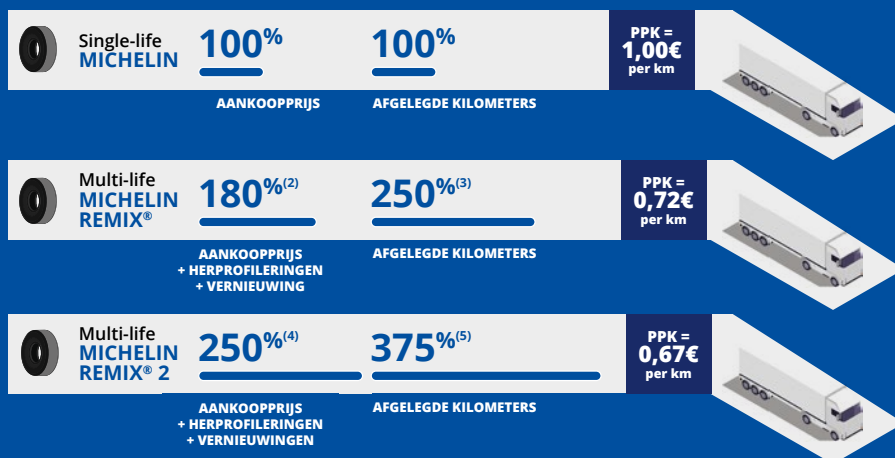 Single-life
MICHELIN
100%
100%
PPK =
1,00€
per km
AANKOOPPRIJS
AFGELEGDE KILOMETERS
Multi-life
MICHELIN
REMIX®
180%(2)
250%(3)
PPK =
0,72€
per km
AANKOOPPRIJS
+ HERPROFILERINGEN
+ VERNIEUWING
AFGELEGDE KILOMETERS
Multi-life
MICHELIN
REMIX® 2
250%(4)
375%(5)
PPK =
0,67€
per km
AANKOOPPRIJS
+ HERPROFILERINGEN
+ VERNIEUWINGEN
AFGELEGDE KILOMETERS